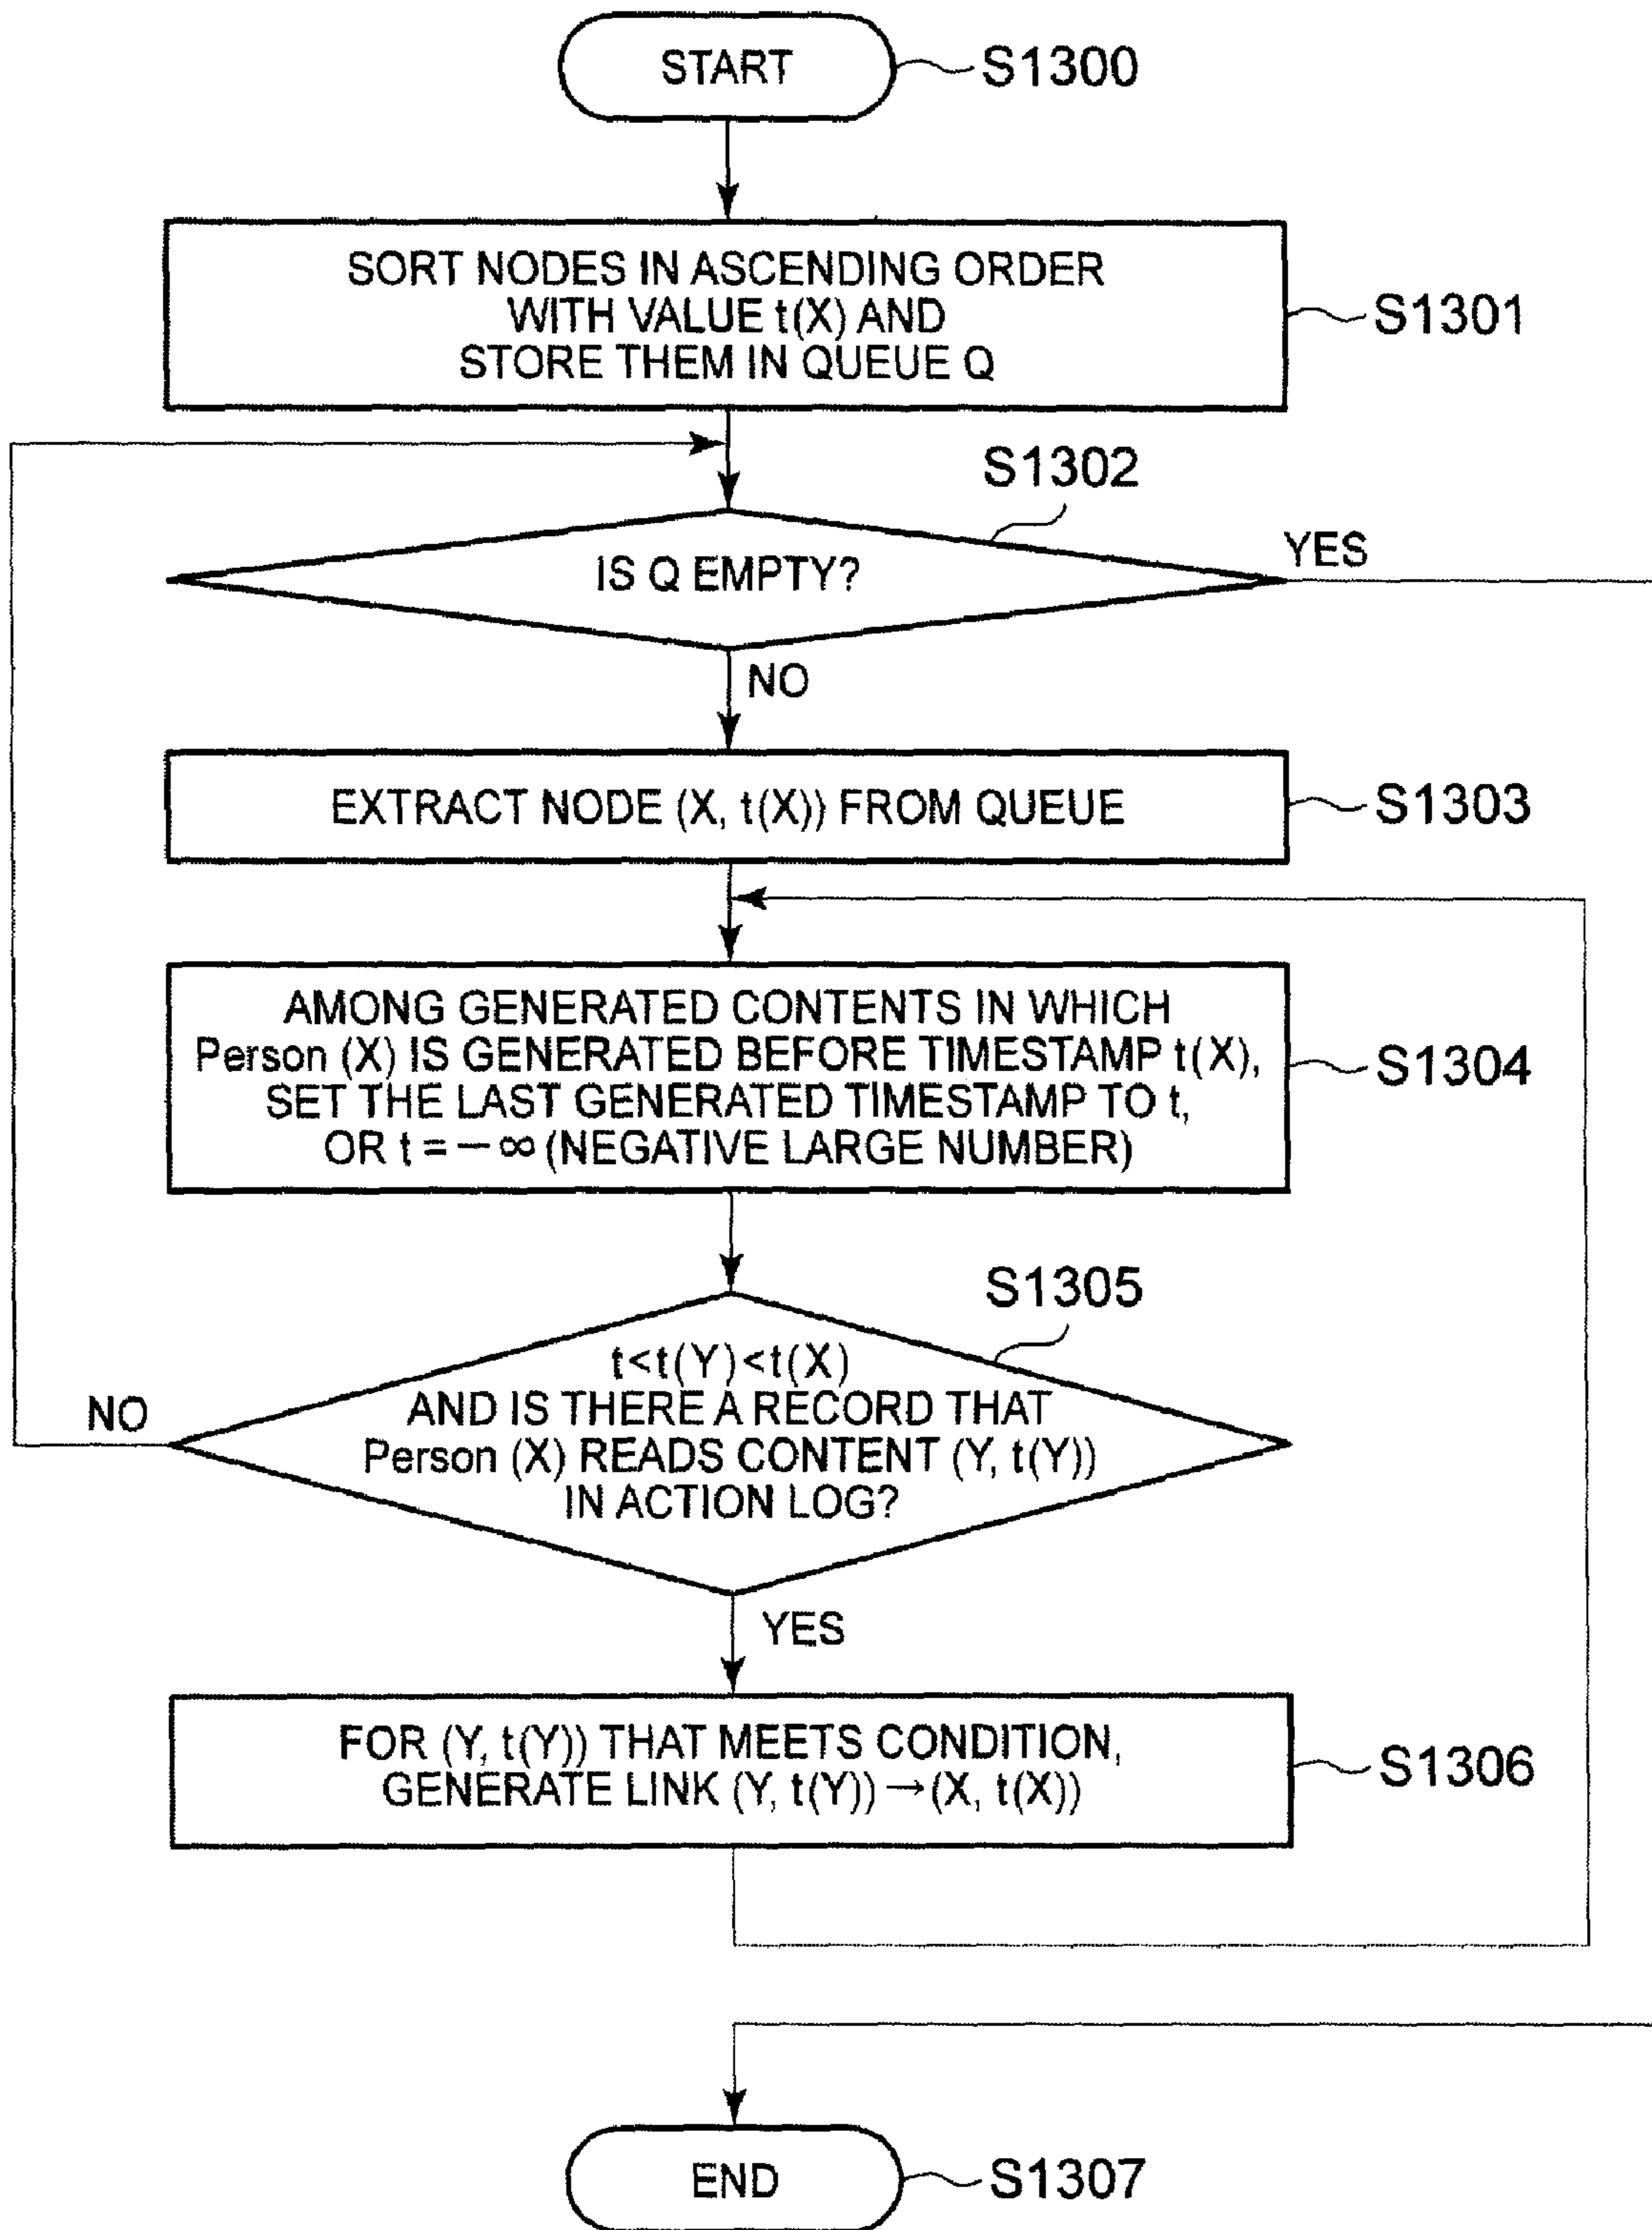 START
S1300
SORT NODES IN ASCENDING ORDER
WITH VALUE t(X) AND
STORE THEM IN QUEUE Q
S1301
S1302
IS Q EMPTY?
YES
NO
EXTRACT NODE (X, t(X)) FROM QUEUE
S1303
AMONG GENERATED CONTENTS IN WHICH
Person (X) IS GENERATED BEFORE TIMESTAMP t(X),
SET THE LAST GENERATED TIMESTAMP TO t,
OR t = −∞ (NEGATIVE LARGE NUMBER)
S1304
S1305
t<t(Y)<t(X)
AND IS THERE A RECORD THAT
Person (X) READS CONTENT (Y, t(Y))
IN ACTION LOG?
NO
YES
FOR (Y, t(Y)) THAT MEETS CONDITION,
GENERATE LINK (Y, t(Y)) → (X, t(X))
S1306
END
S1307